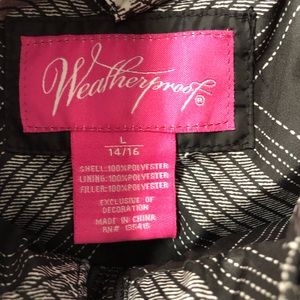 Weatherproof®
L
14/16
SHELL:100%POLYESTER
LINING:100%POLYESTER
FILLER:100%POLYESTER
EXCLUSIVE OF
DECORATION
MADE IN CHINA
RN# 135415